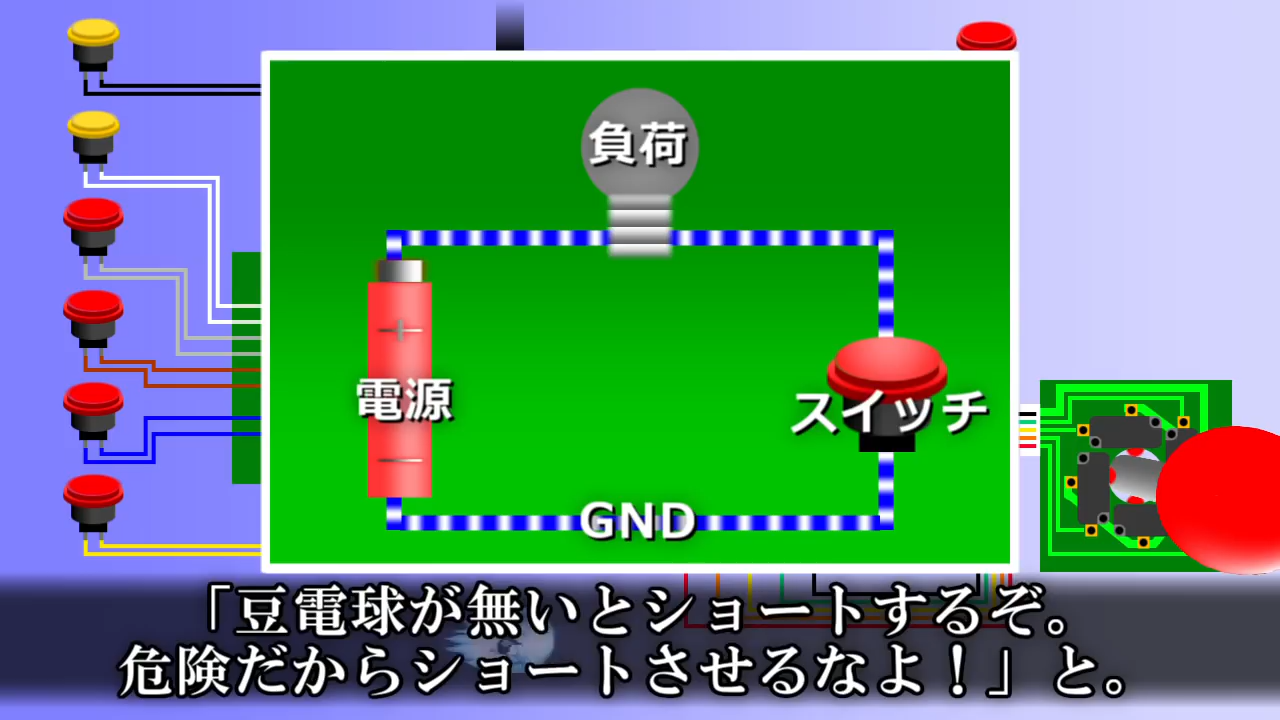 負荷
電源
スイッチ
GND
「豆電球が無いとショートするぞ。
危険だからショートさせるなよ！」と。